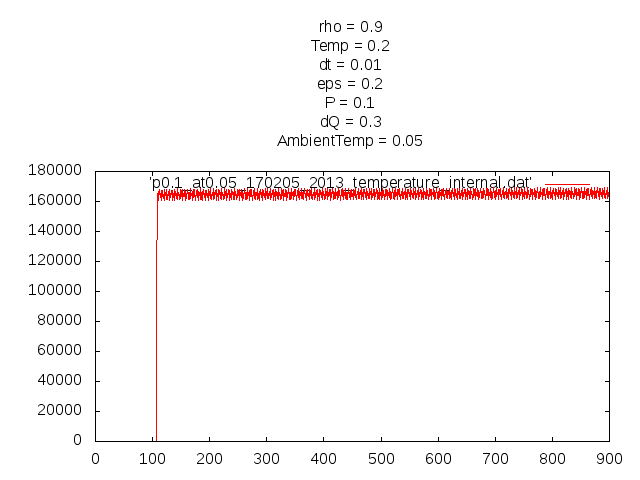 rho = 0.9
Temp = 0.2
dt = 0.01
eps = 0.2
P = 0.1
dQ = 0.3
AmbientTemp = 0.05
180000
'p0.1_at0.05_170205_2013_temperature_internal.dat'
160000
140000
120000
100000
80000
60000
40000
20000
0
0 100 200 300 400 500 600 700 800 900